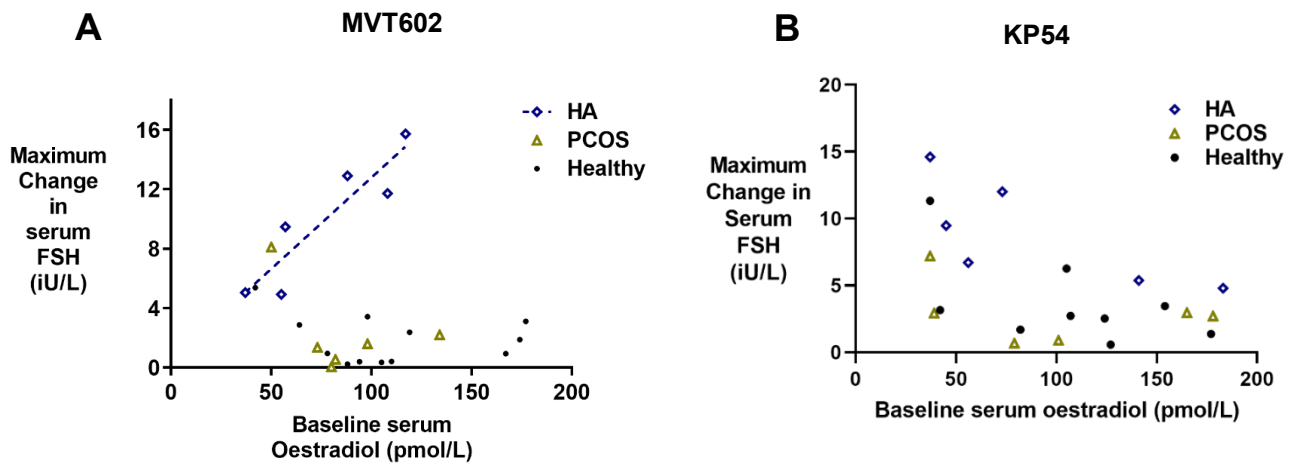 A
MVT602
Maximum
Change
in
serum
FSH
(iU/L)
16
12
8
4
0
0
50
100
150
200
HA
PCOS
Healthy
Baseline serum
Oestradiol (pmol/L)
B
KP54
Maximum
Change in
Serum
FSH
(iU/L)
20
15
10
5
0
0
50
100
150
200
HA
PCOS
Healthy
Baseline serum oestradiol (pmol/L)